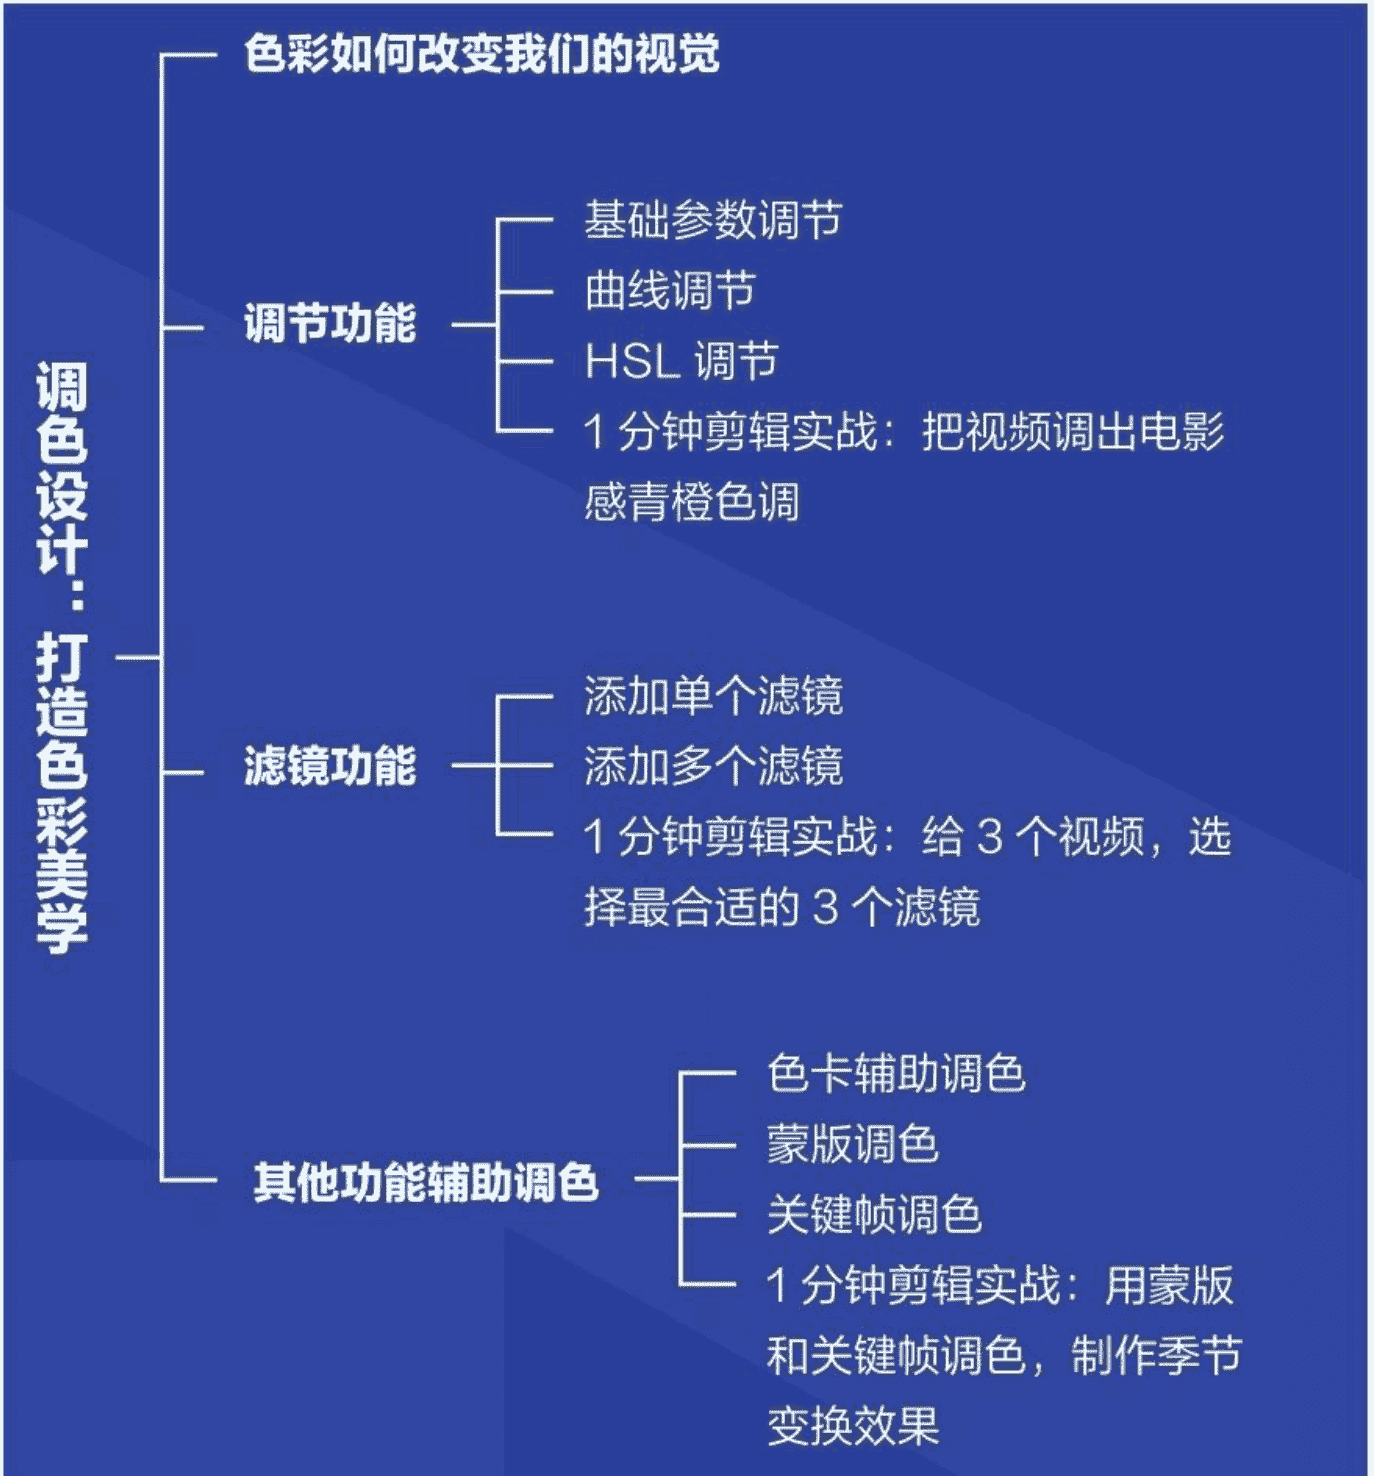 调色设计：打造色彩美学
色彩如何改变我们的视觉
调节功能
基础参数调节
曲线调节
HSL 调节
1 分钟剪辑实战：把视频调出电影
感青橙色调
滤镜功能
添加单个滤镜
添加多个滤镜
1 分钟剪辑实战：给 3 个视频，选
择最合适的 3 个滤镜
其他功能辅助调色
色卡辅助调色
蒙版调色
关键帧调色
1 分钟剪辑实战：用蒙版
和关键帧调色，制作季节
变换效果